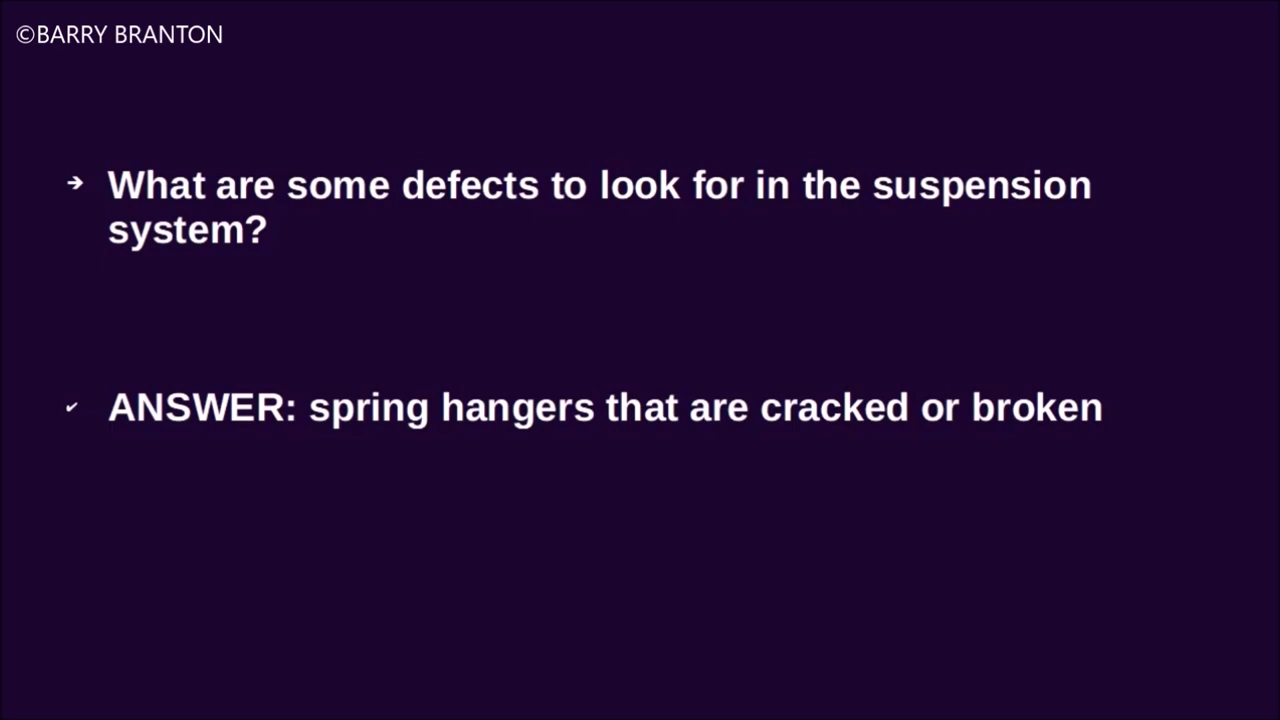 ©BARRY BRANTON
➔ What are some defects to look for in the suspension
system?
✔ ANSWER: spring hangers that are cracked or broken